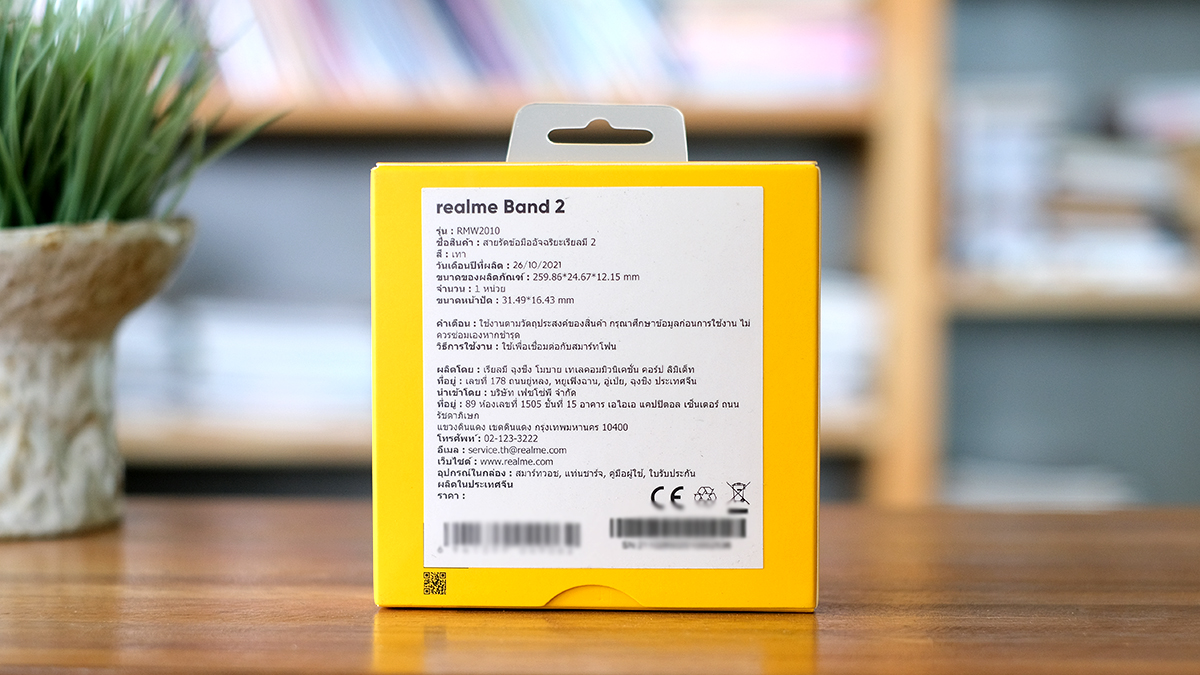 realme Band 2
รุ่น : RMW2010
ชื่อสินค้า : สายรัดข้อมืออัจฉริยะเรียลมี 2
สี : เทา
วันเดือนปีที่ผลิต : 26/10/2021
ขนาดของผลิตภัณฑ์ : 259.86*24.67*12.15 mm
จำนวน : 1 หน่วย
ขนาดหน้าปัด : 31.49*16.43 mm
คำเตือน : ใช้งานตามวัตถุประสงค์ของสินค้า กรุณาศึกษาข้อมูลก่อนการใช้งาน ไม่
ควรซ่อมเองหากชำรุด
วิธีการใช้งาน : ใช้เพื่อเชื่อมต่อกับสมาร์ทโฟน
ผลิตโดย : เรียลมี ฉงชิ่ง โมบาย เทเลคอมมิวนิเคชั่น คอร์ป ลิมิเต็ท
ที่อยู่ : เลขที่ 178 ถนนยู่หลง, หยูเฟิงฉาน, อู่เป่ย, ฉงชิ่ง ประเทศจีน
นำเข้าโดย : บริษัท เฟซโซ่พี จำกัด
ที่อยู่ : 89 ห้องเลขที่ 1505 ชั้นที่ 15 อาคาร เอไอเอ แคปปิตอล เซ็นเตอร์ ถนน
รัชดาภิเษก
แขวงดินแดง เขตดินแดง กรุงเทพมหานคร 10400
โทรศัพท์ : 02-123-3222
อีเมล : service.th@realme.com
เว็บไซต์ : www.realme.com
อุปกรณ์ในกล่อง : สมาร์ทวอช, แท่นชาร์จ, คู่มือผู้ใช้, ใบรับประกัน
ผลิตในประเทศจีน
ราคา :
CE